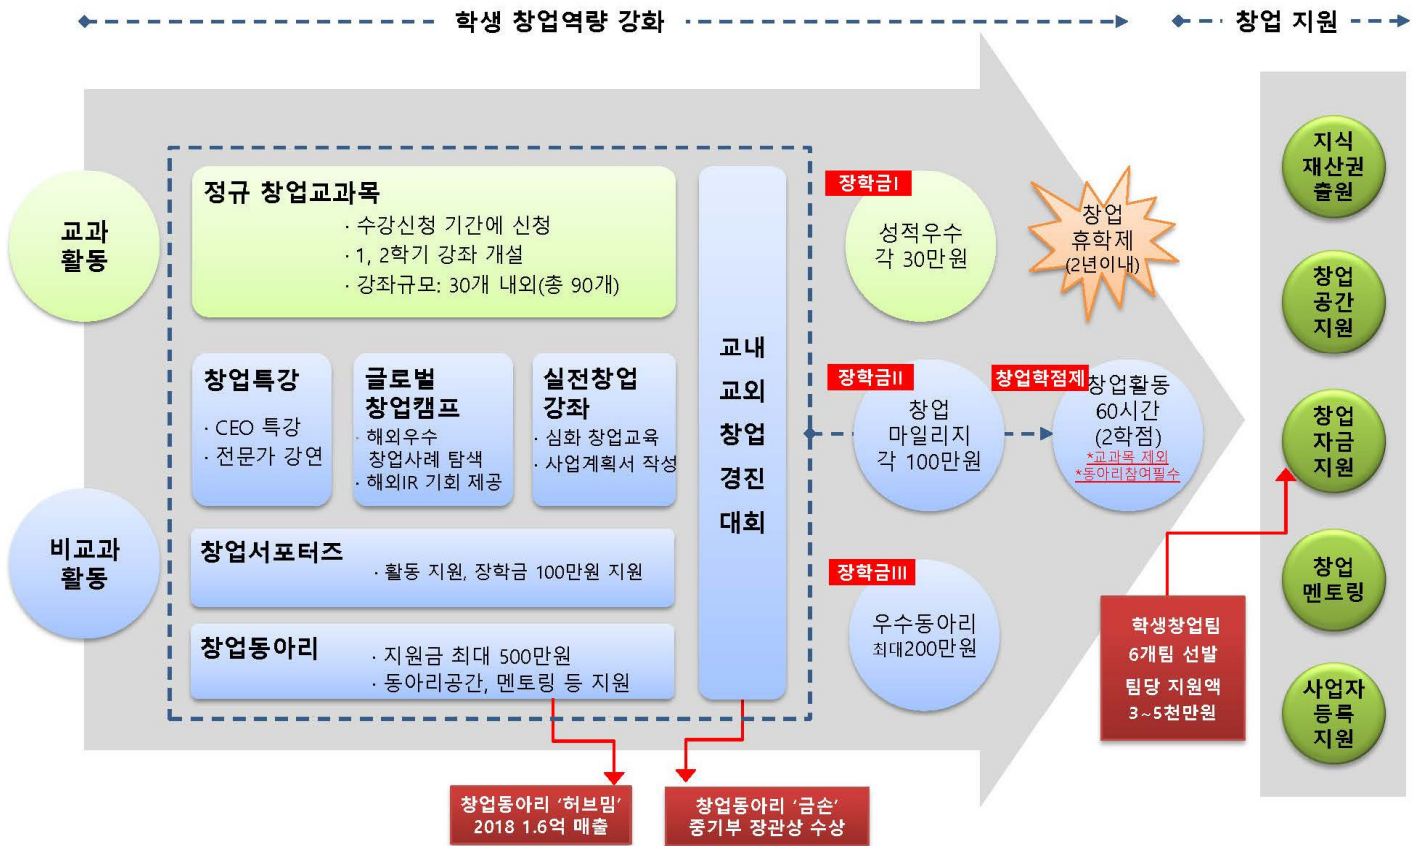 학생 창업역량 강화
창업 지원
교과
활동
비교과
활동
정규 창업교과목
· 수강신청 기간에 신청
· 1, 2학기 강좌 개설
· 강좌규모: 30개 내외(총 90개)
창업특강
· CEO 특강
· 전문가 강연
글로벌
창업캠프
· 해외우수
창업사례 탐색
· 해외IR 기회 제공
실전창업
강좌
· 심화 창업교육
· 사업계획서 작성
창업서포터즈
· 활동 지원, 장학금 100만원 지원
창업동아리
· 지원금 최대 500만원
· 동아리공간, 멘토링 등 지원
교내
교외
창업
경진
대회
장학금I
성적우수
각 30만원
창업
휴학제
(2년이내)
장학금II
창업
마일리지
각 100만원
창업학점제
창업활동
60시간
(2학점)
*교과목 제외
*동아리참여필수
장학금III
우수동아리
최대200만원
창업동아리 ‘허브밈’
2018 1.6억 매출
창업동아리 ‘금손’
중기부 장관상 수상
학생창업팀
6개팀 선발
팀당 지원액
3~5천만원
지식
재산권
출원
창업
공간
지원
창업
자금
지원
창업
멘토링
사업자
등록
지원